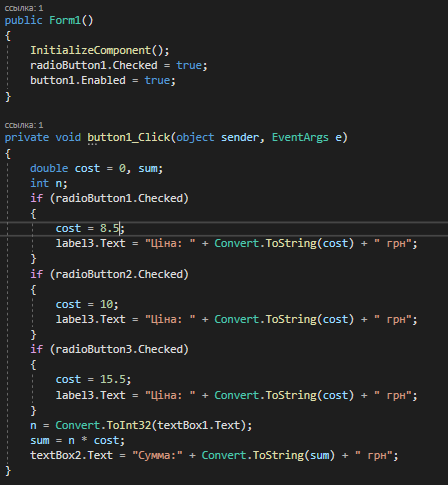 ссылка: 1
public Form1()
{
InitializeComponent();
radioButton1.Checked = true;
button1.Enabled = true;
}
ссылка: 1
private void button1_Click(object sender, EventArgs e)
{
double cost = 0, sum;
int n;
if (radioButton1.Checked)
{
cost = 8.5;
label3.Text = "Ціна: " + Convert.ToString(cost) + " грн";
}
if (radioButton2.Checked)
{
cost = 10;
label3.Text = "Ціна: " + Convert.ToString(cost) + " грн";
}
if (radioButton3.Checked)
{
cost = 15.5;
label3.Text = "Ціна: " + Convert.ToString(cost) + " грн";
}
n = Convert.ToInt32(textBox1.Text);
sum = n * cost;
textBox2.Text = "Сумма:" + Convert.ToString(sum) + " грн";
}